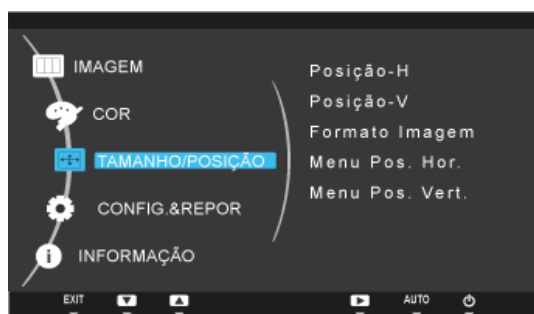 IMAGEM
COR
TAMANHO/POSIÇÃO
CONFIG.&REPOR
INFORMAÇÃO
Posição-H
Posição-V
Formato Imagem
Menu Pos. Hor.
Menu Pos. Vert.
EXIT AUTO